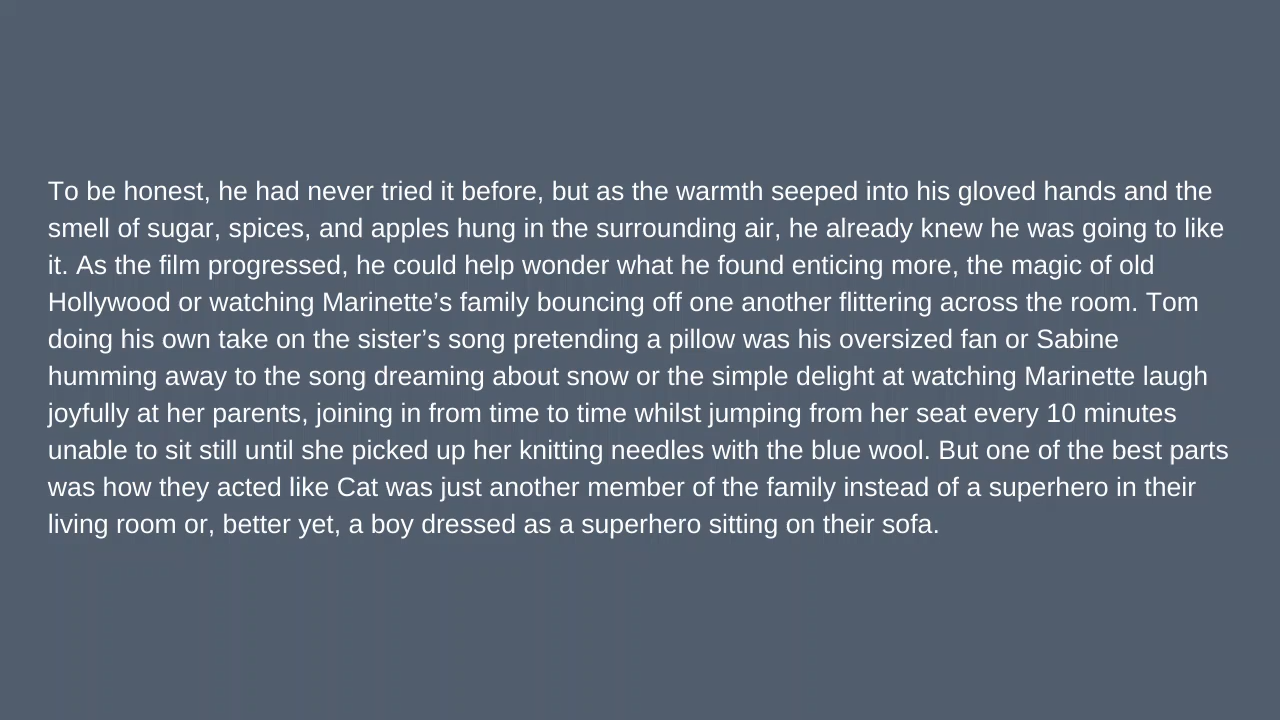 To be honest, he had never tried it before, but as the warmth seeped into his gloved hands and the
smell of sugar, spices, and apples hung in the surrounding air, he already knew he was going to like
it. As the film progressed, he could help wonder what he found enticing more, the magic of old
Hollywood or watching Marinette’s family bouncing off one another flittering across the room. Tom
doing his own take on the sister’s song pretending a pillow was his oversized fan or Sabine
humming away to the song dreaming about snow or the simple delight at watching Marinette laugh
joyfully at her parents, joining in from time to time whilst jumping from her seat every 10 minutes
unable to sit still until she picked up her knitting needles with the blue wool. But one of the best parts
was how they acted like Cat was just another member of the family instead of a superhero in their
living room or, better yet, a boy dressed as a superhero sitting on their sofa.